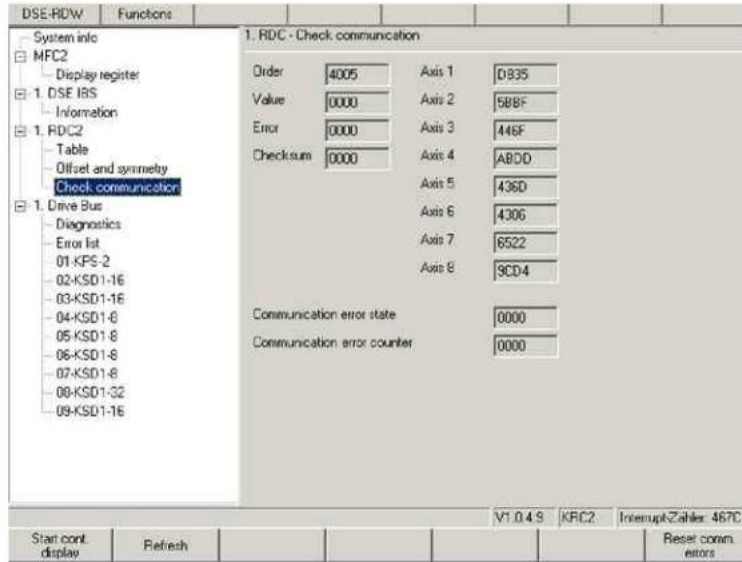 DSE-RDW Functions
System info
MFC2
Display register
1. DSE IBS
Information
1. RDC2
Table
Offset and symmetry
Check communication
1. Drive Bus
Diagnostics
Error list
01-KPS-2
02-KSD1-16
03-KSD1-16
04-KSD1-8
05-KSD1-8
06-KSD1-8
07-KSD1-8
08-KSD1-32
09-KSD1-16
1. RDC - Check communication
Order 4005 Axis 1 DB35
Value 0000 Axis 2 5BBF
Error 0000 Axis 3 446F
Checksum 0000 Axis 4 ABDD
Axis 5 436D
Axis 6 4306
Axis 7 6522
Axis 8 9CD4
Communication error state 0000
Communication error counter 0000
V1.0.4.9 KRC2 Interrupt-Zähler: 467C
Start cont. display
Refresh
Reset comm. errors